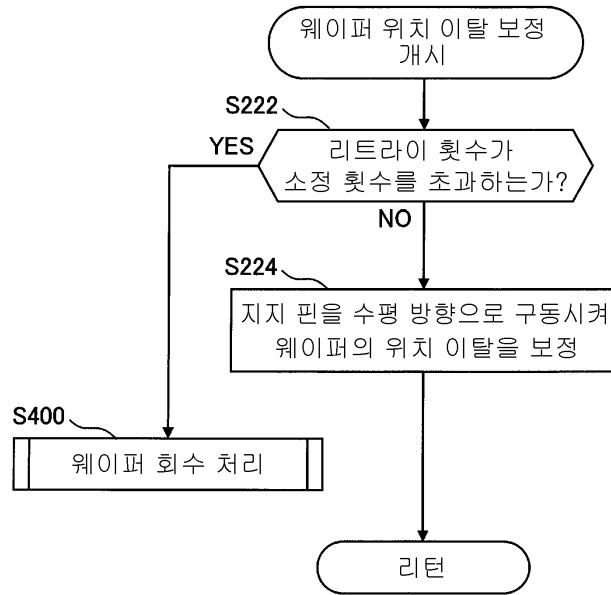 웨이퍼 위치 이탈 보정
개시
S222
YES
리트라이 횟수가
소정 횟수를 초과하는가?
NO
S224
지지 핀을 수평 방향으로 구동시켜
웨이퍼의 위치 이탈을 보정
S400
웨이퍼 회수 처리
리턴